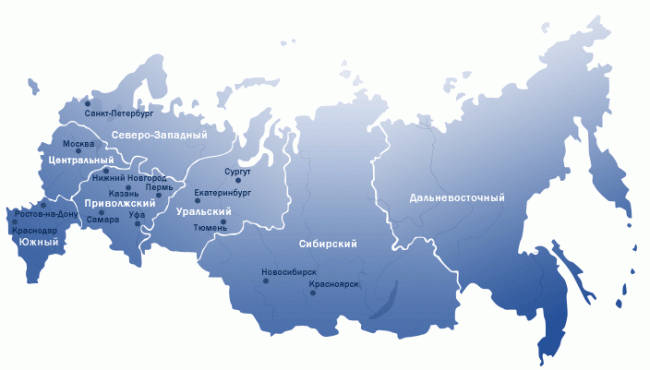 Санкт-Петербург
Северо-Западный
Москва
Центральный
Сургут
Нижний Новгород
Казань
Пермь
Екатеринбург
Приволжский
Уральский
Дальневосточный
Ростов-на-Дону
Самара
Уфа
Тюмень
Краснодар
Южный
Сибирский
Новосибирск
Красноярск